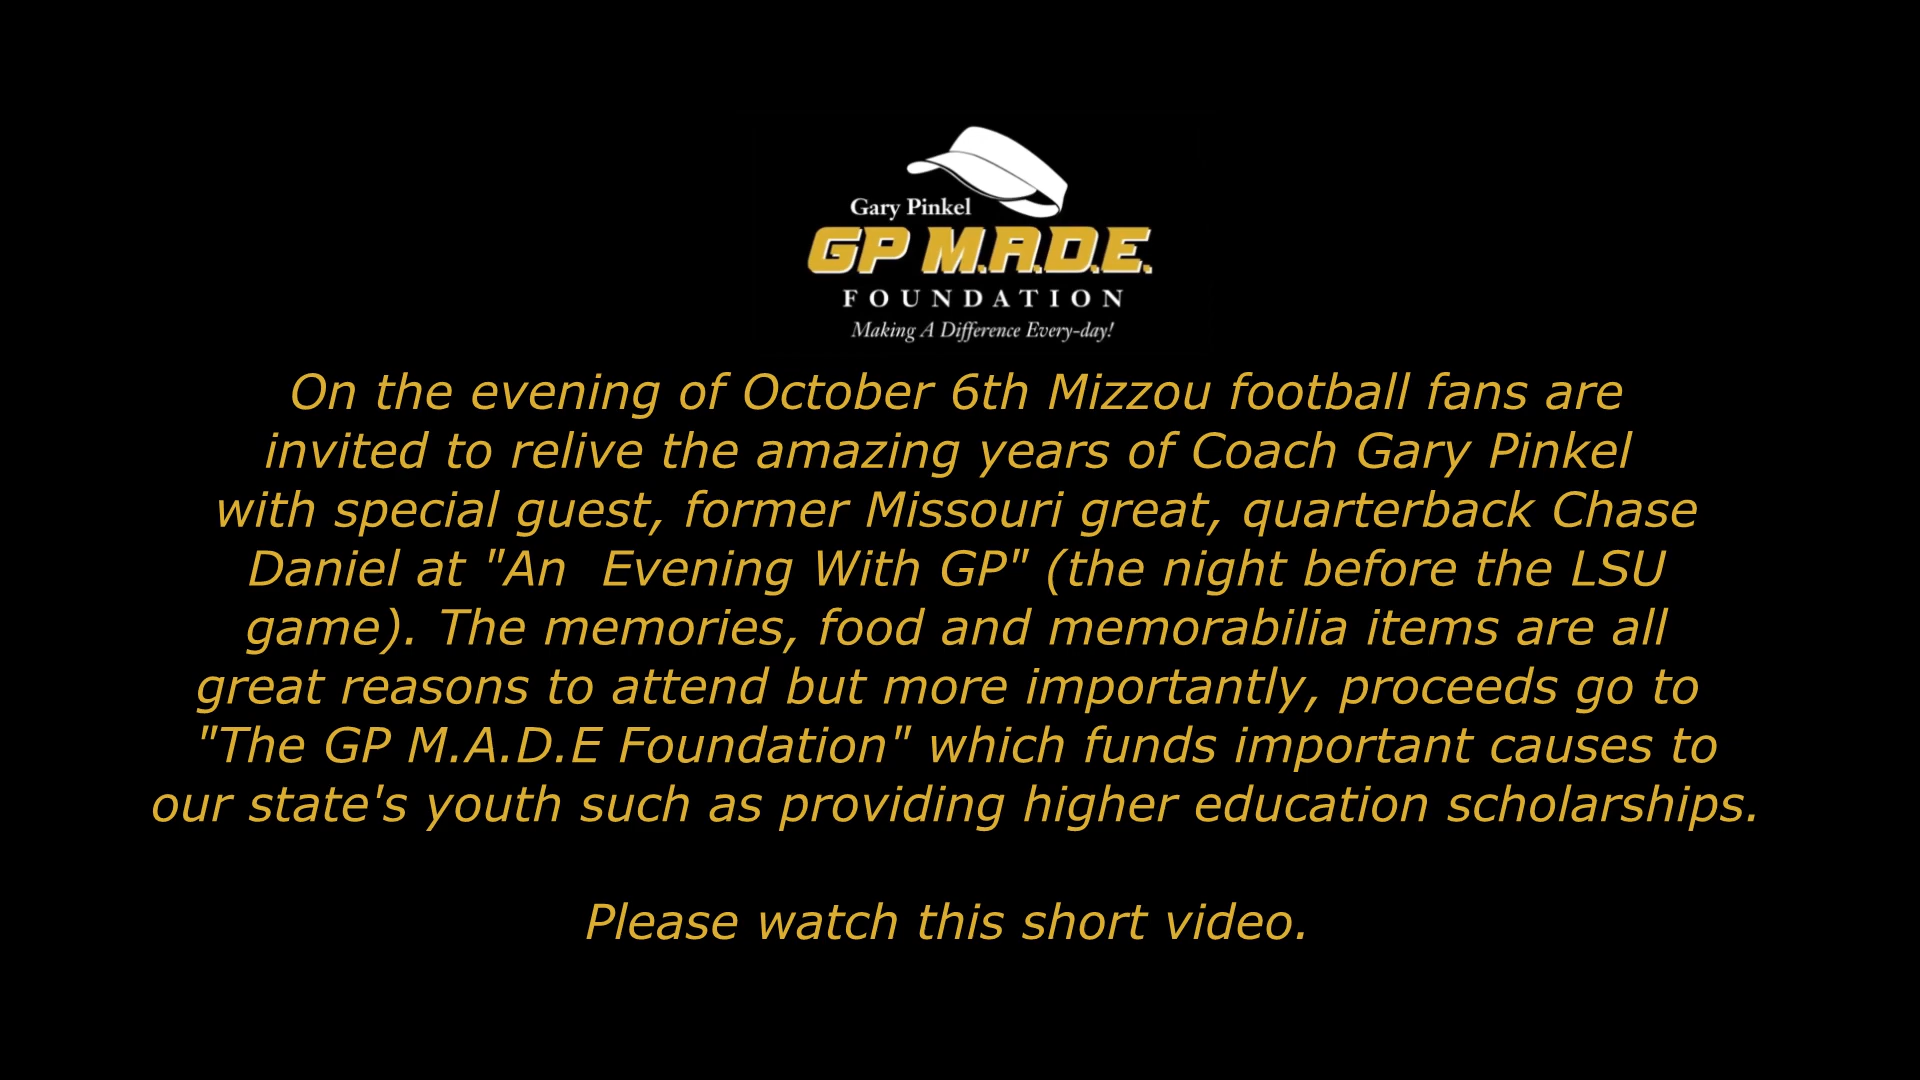 Gary Pinkel
GP M.A.D.E.
FOUNDATION
Making A Difference Every-day!
On the evening of October 6th Mizzou football fans are
invited to relive the amazing years of Coach Gary Pinkel
with special guest, former Missouri great, quarterback Chase
Daniel at "An  Evening With GP" (the night before the LSU
game). The memories, food and memorabilia items are all
great reasons to attend but more importantly, proceeds go to
"The GP M.A.D.E Foundation" which funds important causes to
our state's youth such as providing higher education scholarships.
Please watch this short video.